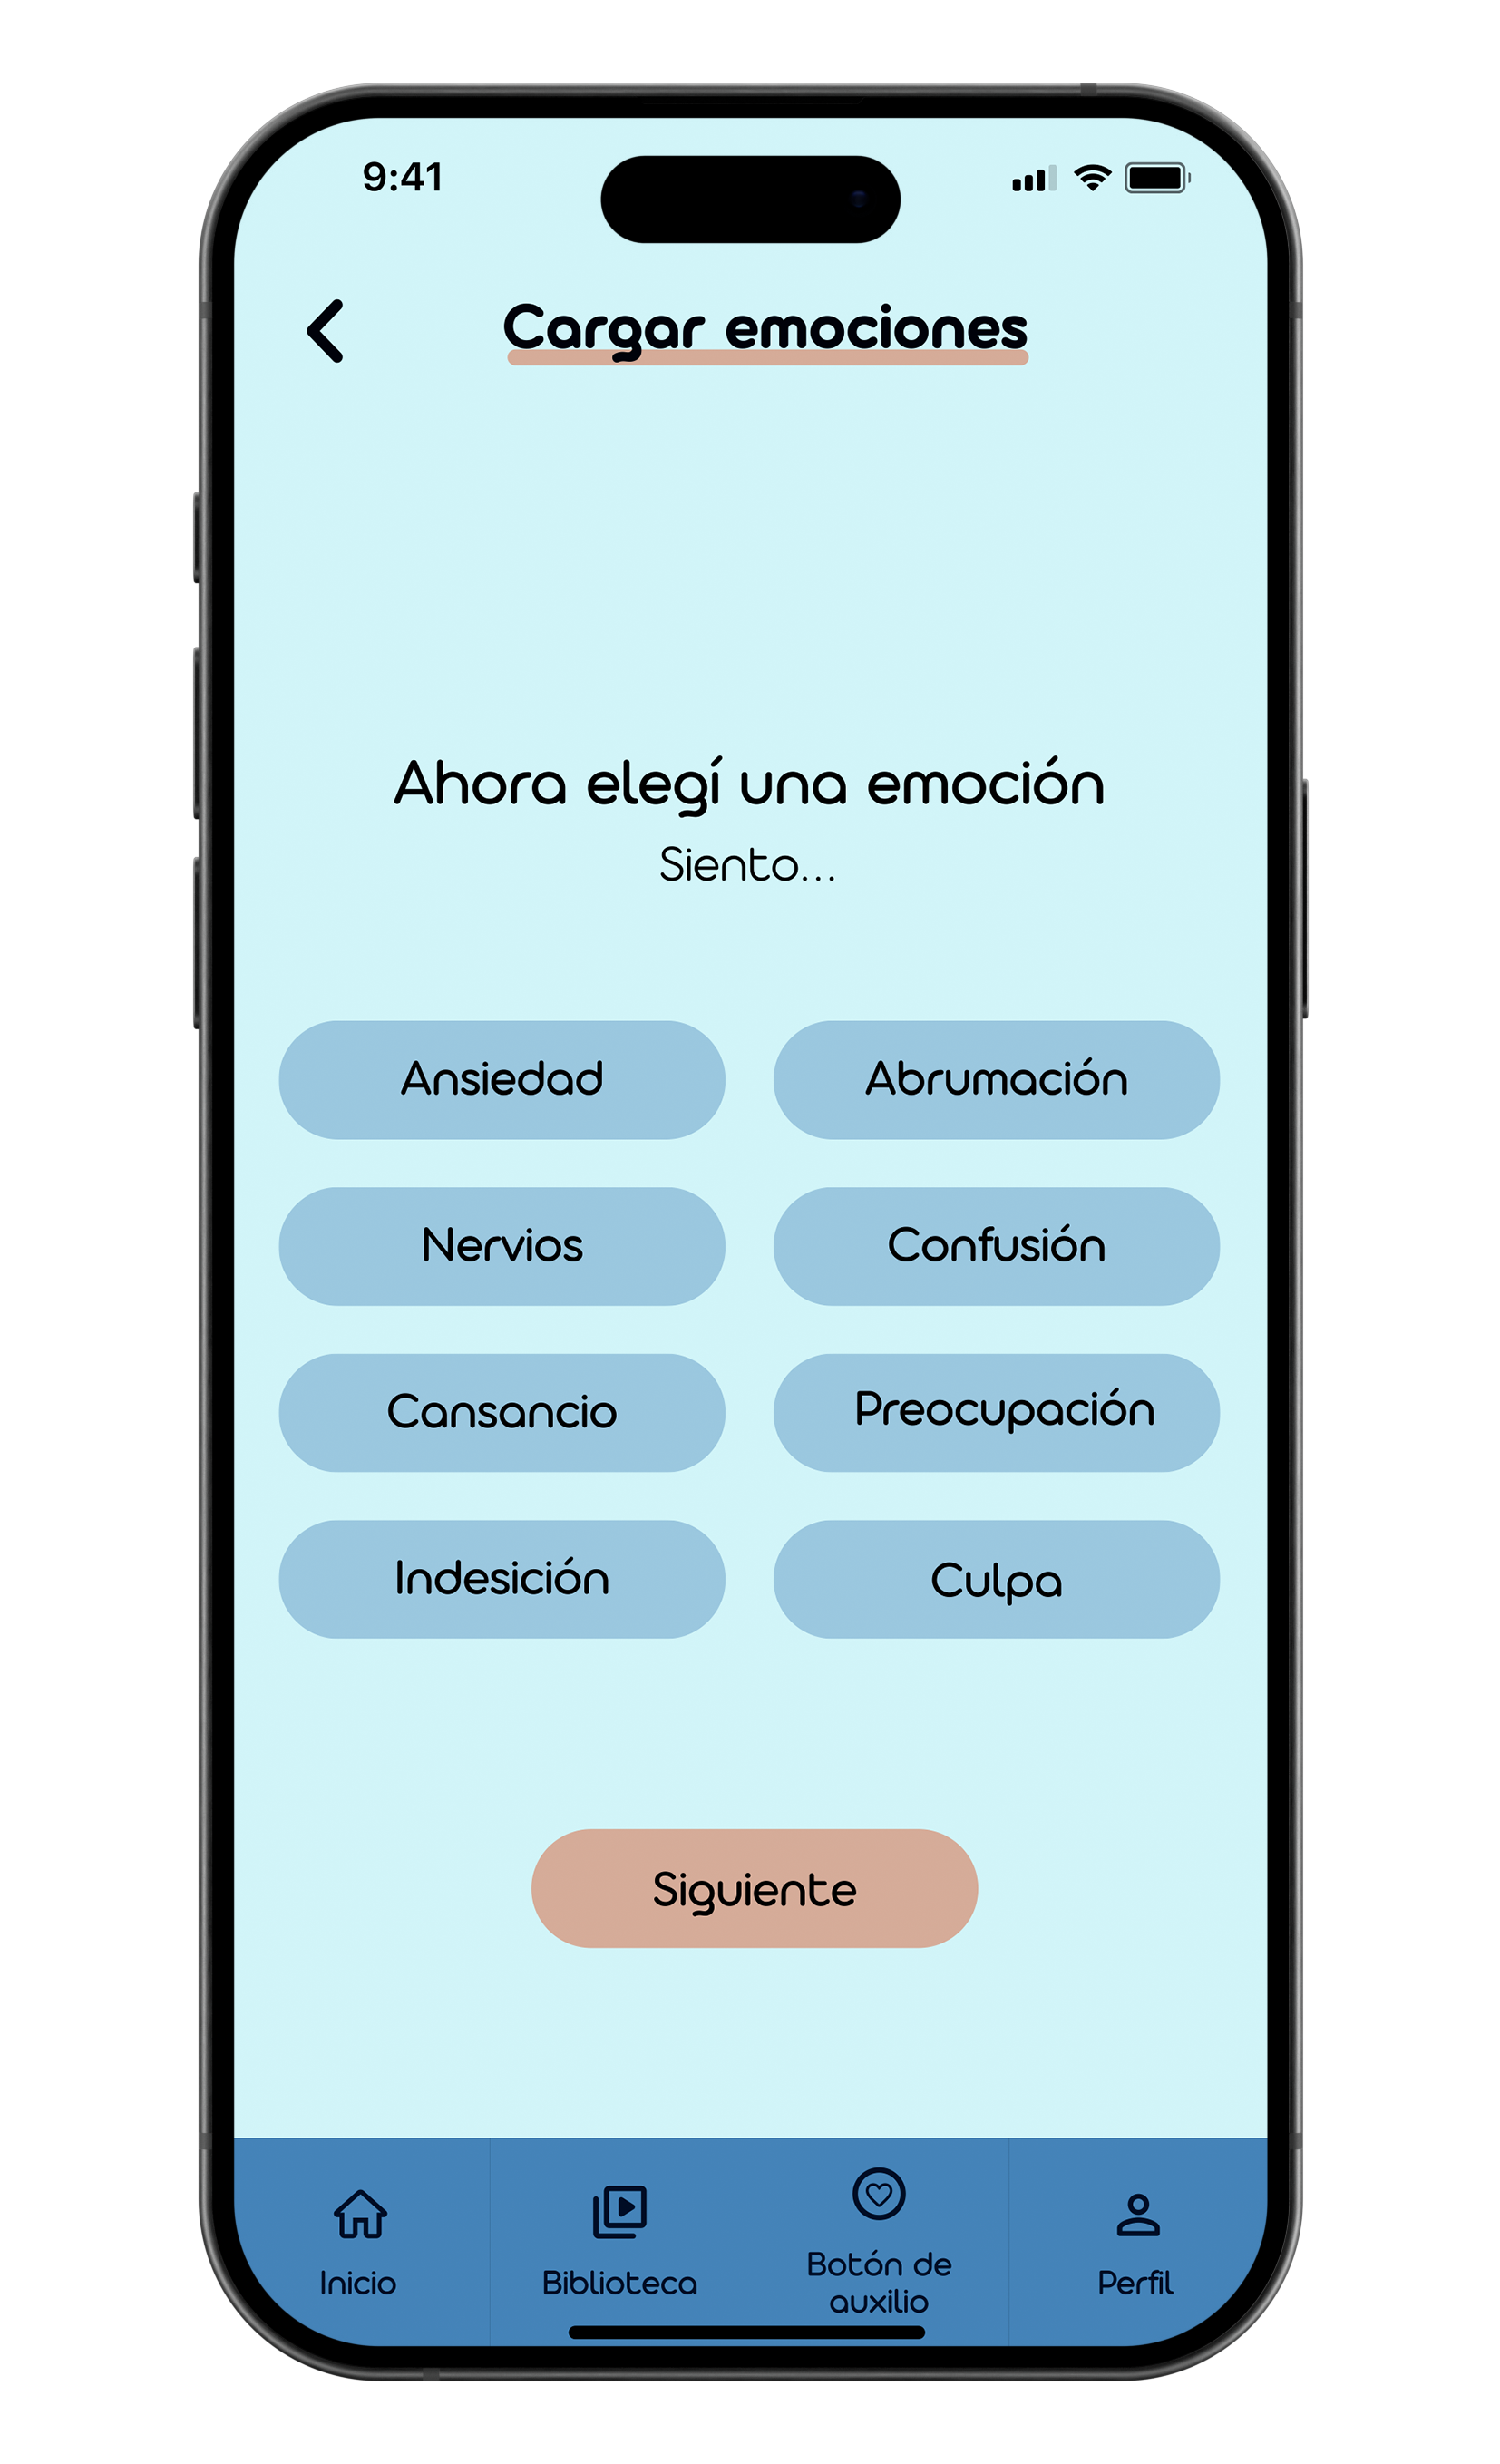 9:41
Cargar emociones
Ahora elegí una emoción
Siento...
Ansiedad
Abrumación
Nervios
Confusión
Cansancio
Preocupación
Indesición
Culpa
Siguiente
Inicio
Biblioteca
Botón de
auxilio
Perfil